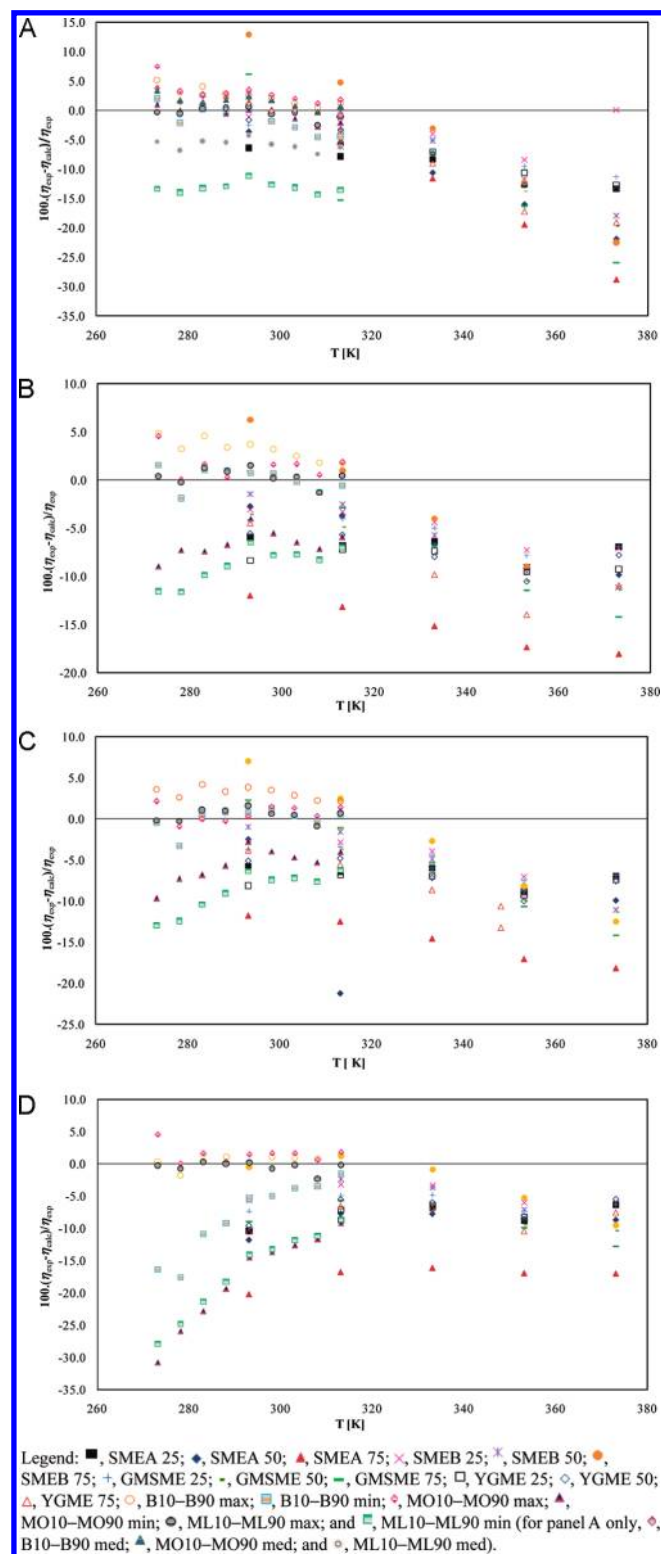 A
15.0
10.0
5.0
0.0
-5.0
-10.0
-15.0
-20.0
-25.0
-30.0
-35.0
100.(ηexp-ηcalc)/ηexp
260 280 300 320 340 360 380
T [K]
B
10.0
5.0
0.0
-5.0
-10.0
-15.0
-20.0
100.(ηexp-ηcalc)/ηexp
260 280 300 320 340 360 380
T [K]
C
10.0
5.0
0.0
-5.0
-10.0
-15.0
-20.0
-25.0
100.(ηexp-ηcalc)/ηexp
260 280 300 320 340 360 380
T [ K]
D
10.0
5.0
0.0
-5.0
-10.0
-15.0
-20.0
-25.0
-30.0
-35.0
100.(ηexp-ηcalc)/ηexp
260 280 300 320 340 360 380
T [K]
Legend: ■, SMEA 25; ◆, SMEA 50; ▲, SMEA 75; ×, SMEB 25; ✳, SMEB 50; ●,
SMEB 75; +, GMSME 25; -, GMSME 50; –, GMSME 75; □, YGME 25; ◇, YGME 50;
△, YGME 75; ○, B10–B90 max; ⊟, B10–B90 min; ◇, MO10–MO90 max; ▲,
MO10–MO90 min; ●, ML10–ML90 max; and ⊟, ML10–ML90 min (for panel A only, ◇,
B10–B90 med; ▲, MO10–MO90 med; and ●, ML10–ML90 med).